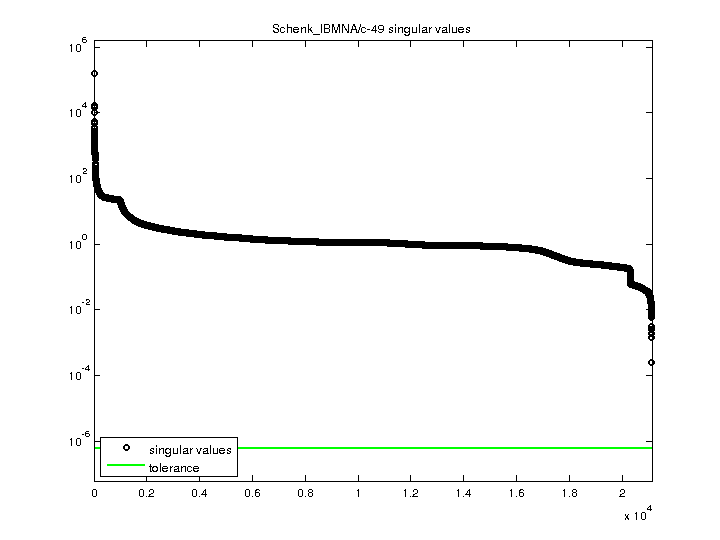 Schenk_IBMNA/c-49 singular values
10^6
10^4
10^2
10^0
10^-2
10^-4
10^-6
singular values
tolerance
0 0.2 0.4 0.6 0.8 1 1.2 1.4 1.6 1.8 2
x 10^4